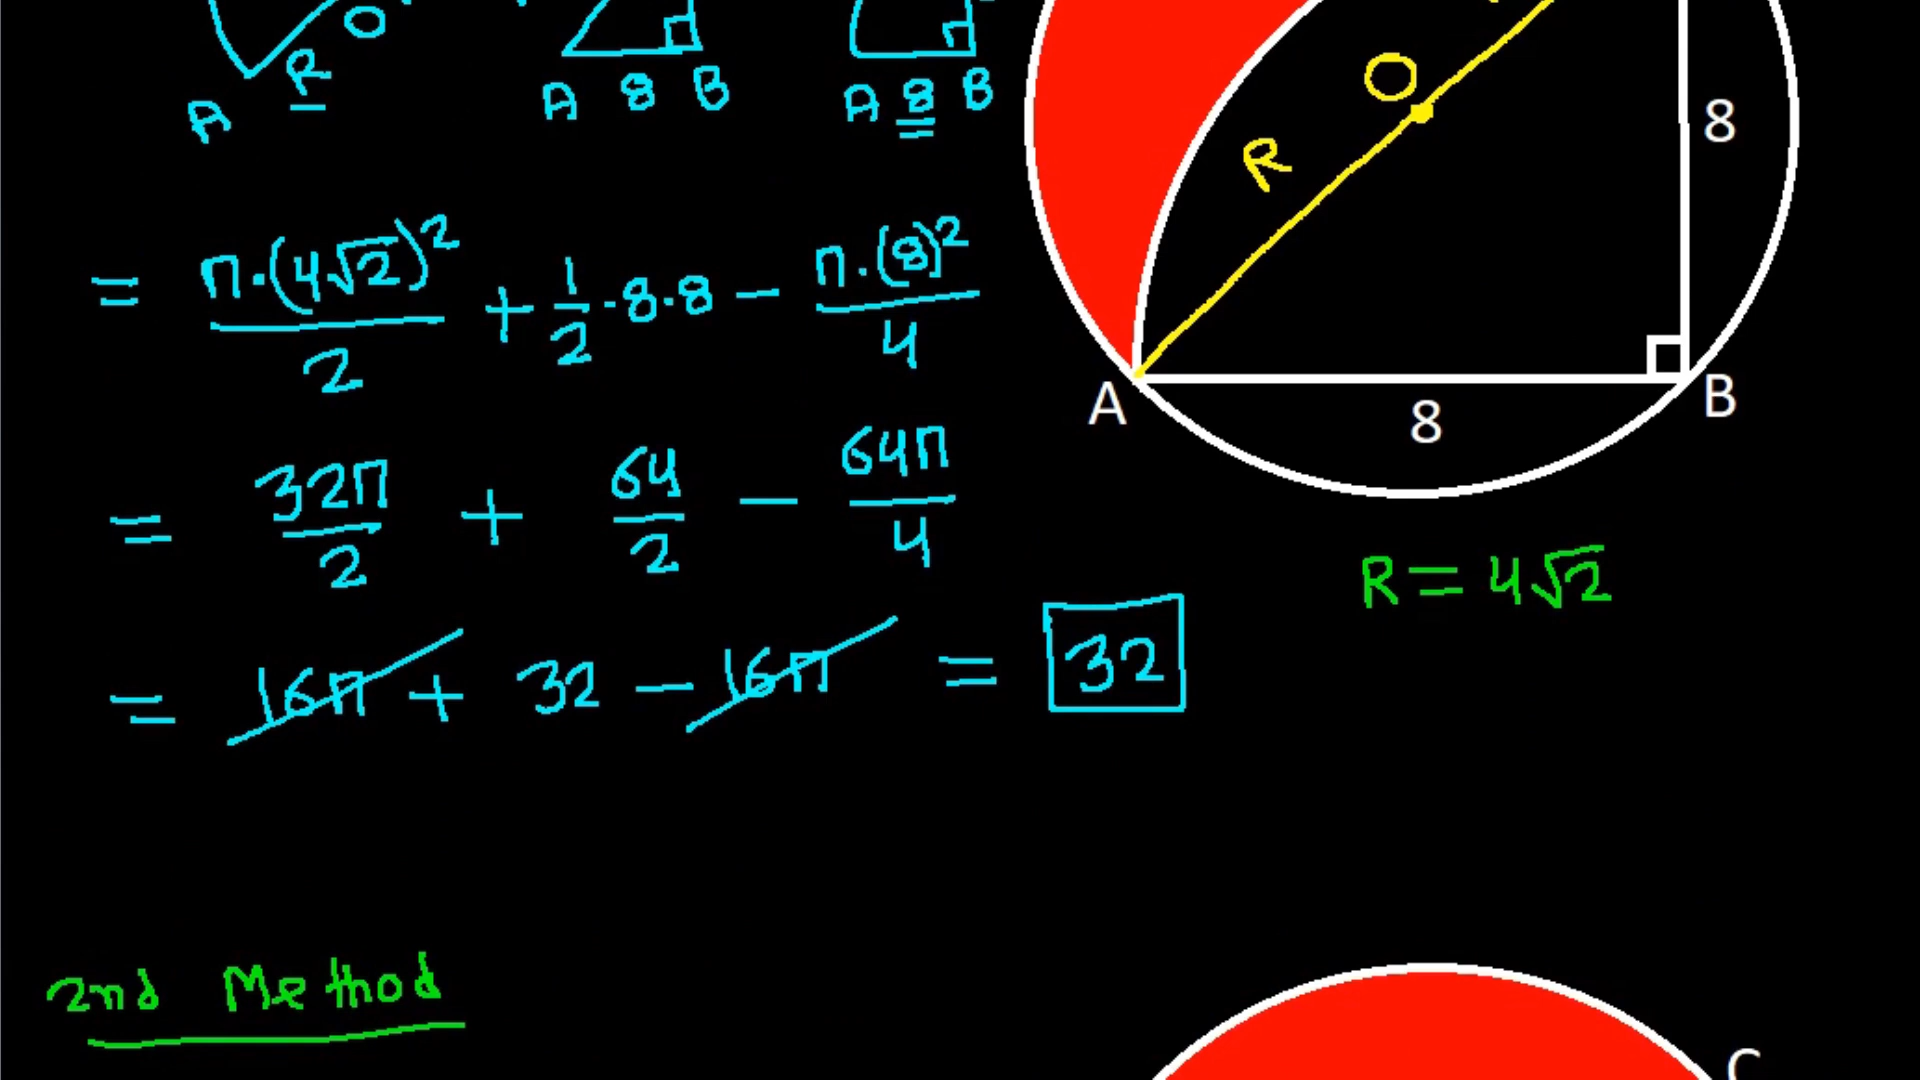 O
R
A
A 8 B
A 8 B
O
R
8
= π·(4√2)²/2 + 1/2·8·8 − π·(8)²/4
A
8
B
= 32π/2 + 64/2 − 64π/4
R = 4√2
= 16π + 32 − 16π = 32
2nd Method
C